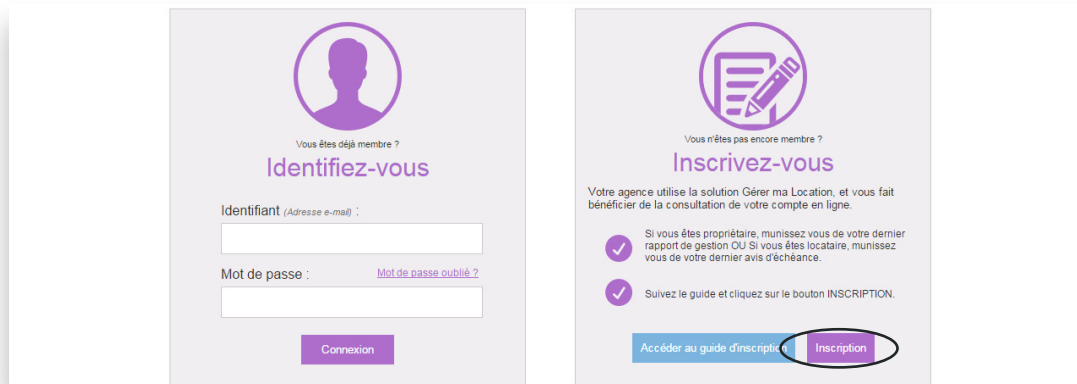 Vous êtes déjà membre ?
Identifiez-vous
Identifiant (Adresse e-mail) :
Mot de passe :
Mot de passe oublié ?
Connexion
Vous n'êtes pas encore membre ?
Inscrivez-vous
Votre agence utilise la solution Gérer ma Location, et vous fait
bénéficier de la consultation de votre compte en ligne.
Si vous êtes propriétaire, munissez vous de votre dernier
rapport de gestion OU Si vous êtes locataire, munissez
vous de votre dernier avis d'échéance.
Suivez le guide et cliquez sur le bouton INSCRIPTION.
Accéder au guide d'inscription
Inscription